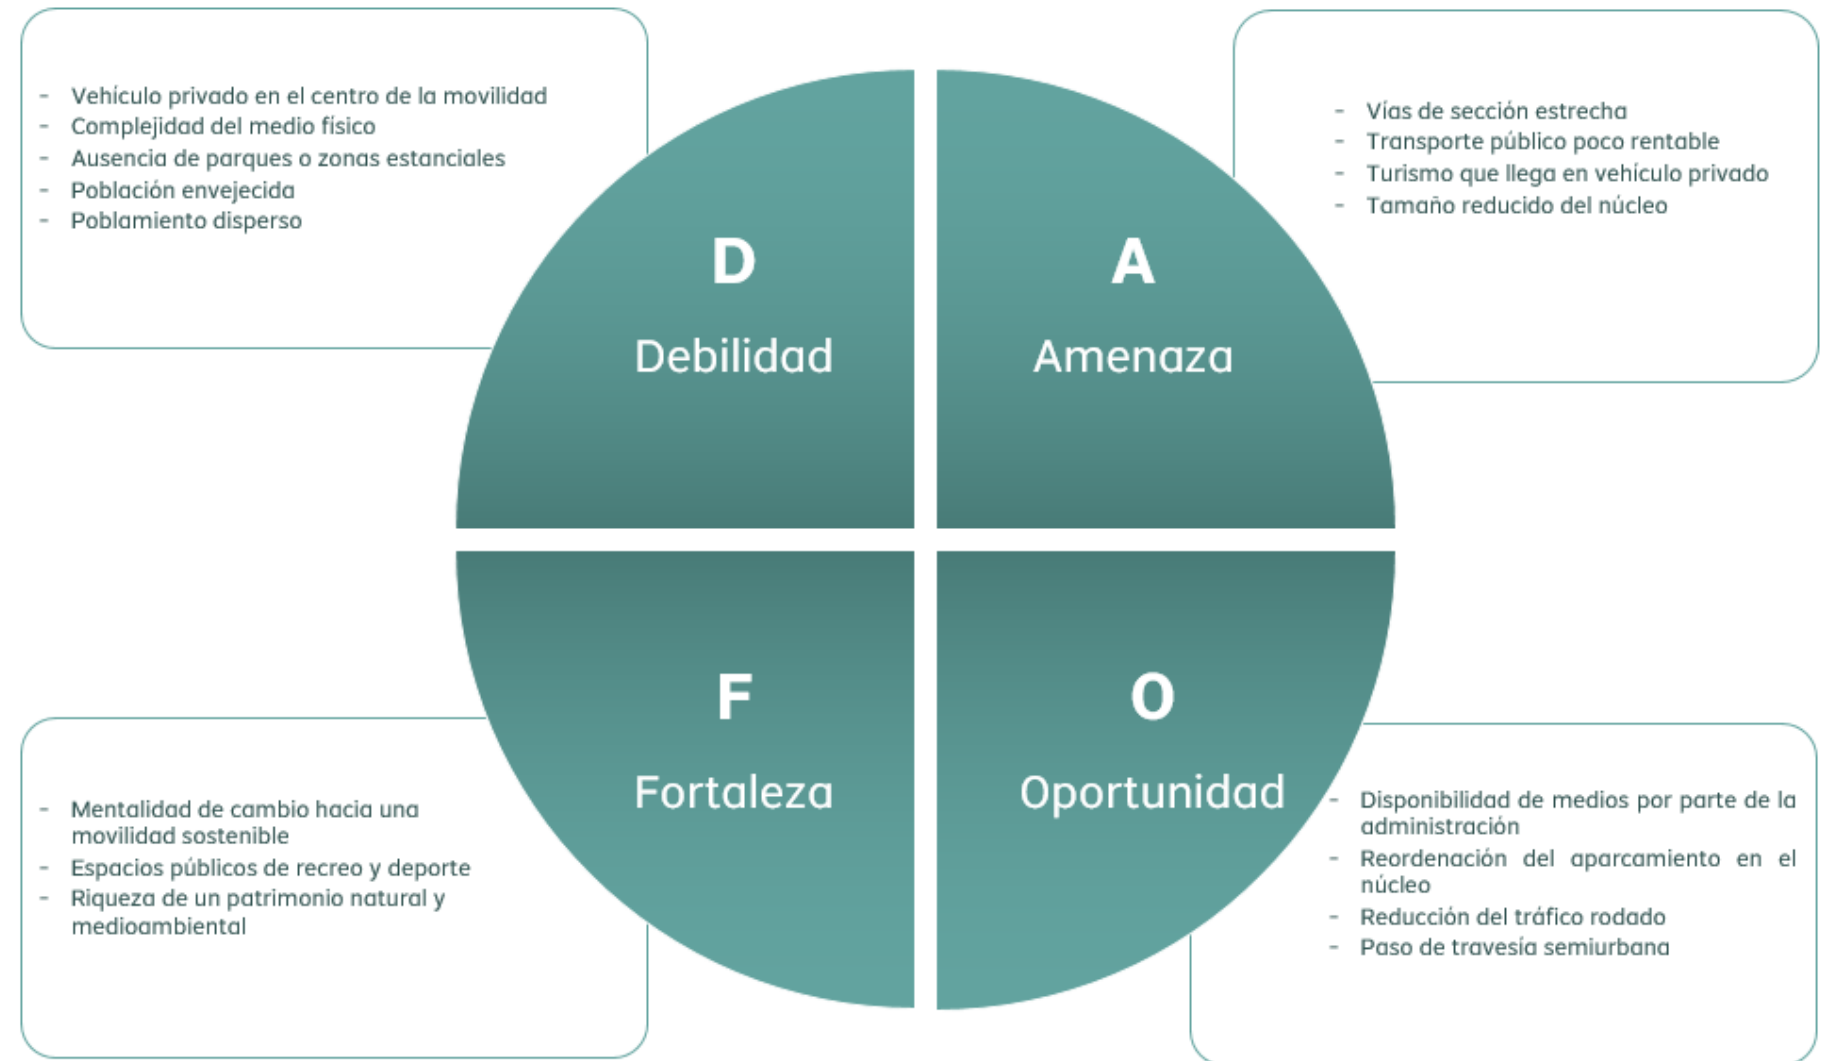 - Vehículo privado en el centro de la movilidad
- Complejidad del medio físico
- Ausencia de parques o zonas estanciales
- Población envejecida
- Poblamiento disperso
D
Debilidad
A
Amenaza
- Vías de sección estrecha
- Transporte público poco rentable
- Turismo que llega en vehículo privado
- Tamaño reducido del núcleo
- Mentalidad de cambio hacia una
movilidad sostenible
- Espacios públicos de recreo y deporte
- Riqueza de un patrimonio natural y
medioambiental
F
Fortaleza
O
Oportunidad
- Disponibilidad de medios por parte de la
administración
- Reordenación del aparcamiento en el
núcleo
- Reducción del tráfico rodado
- Paso de travesía semiurbana